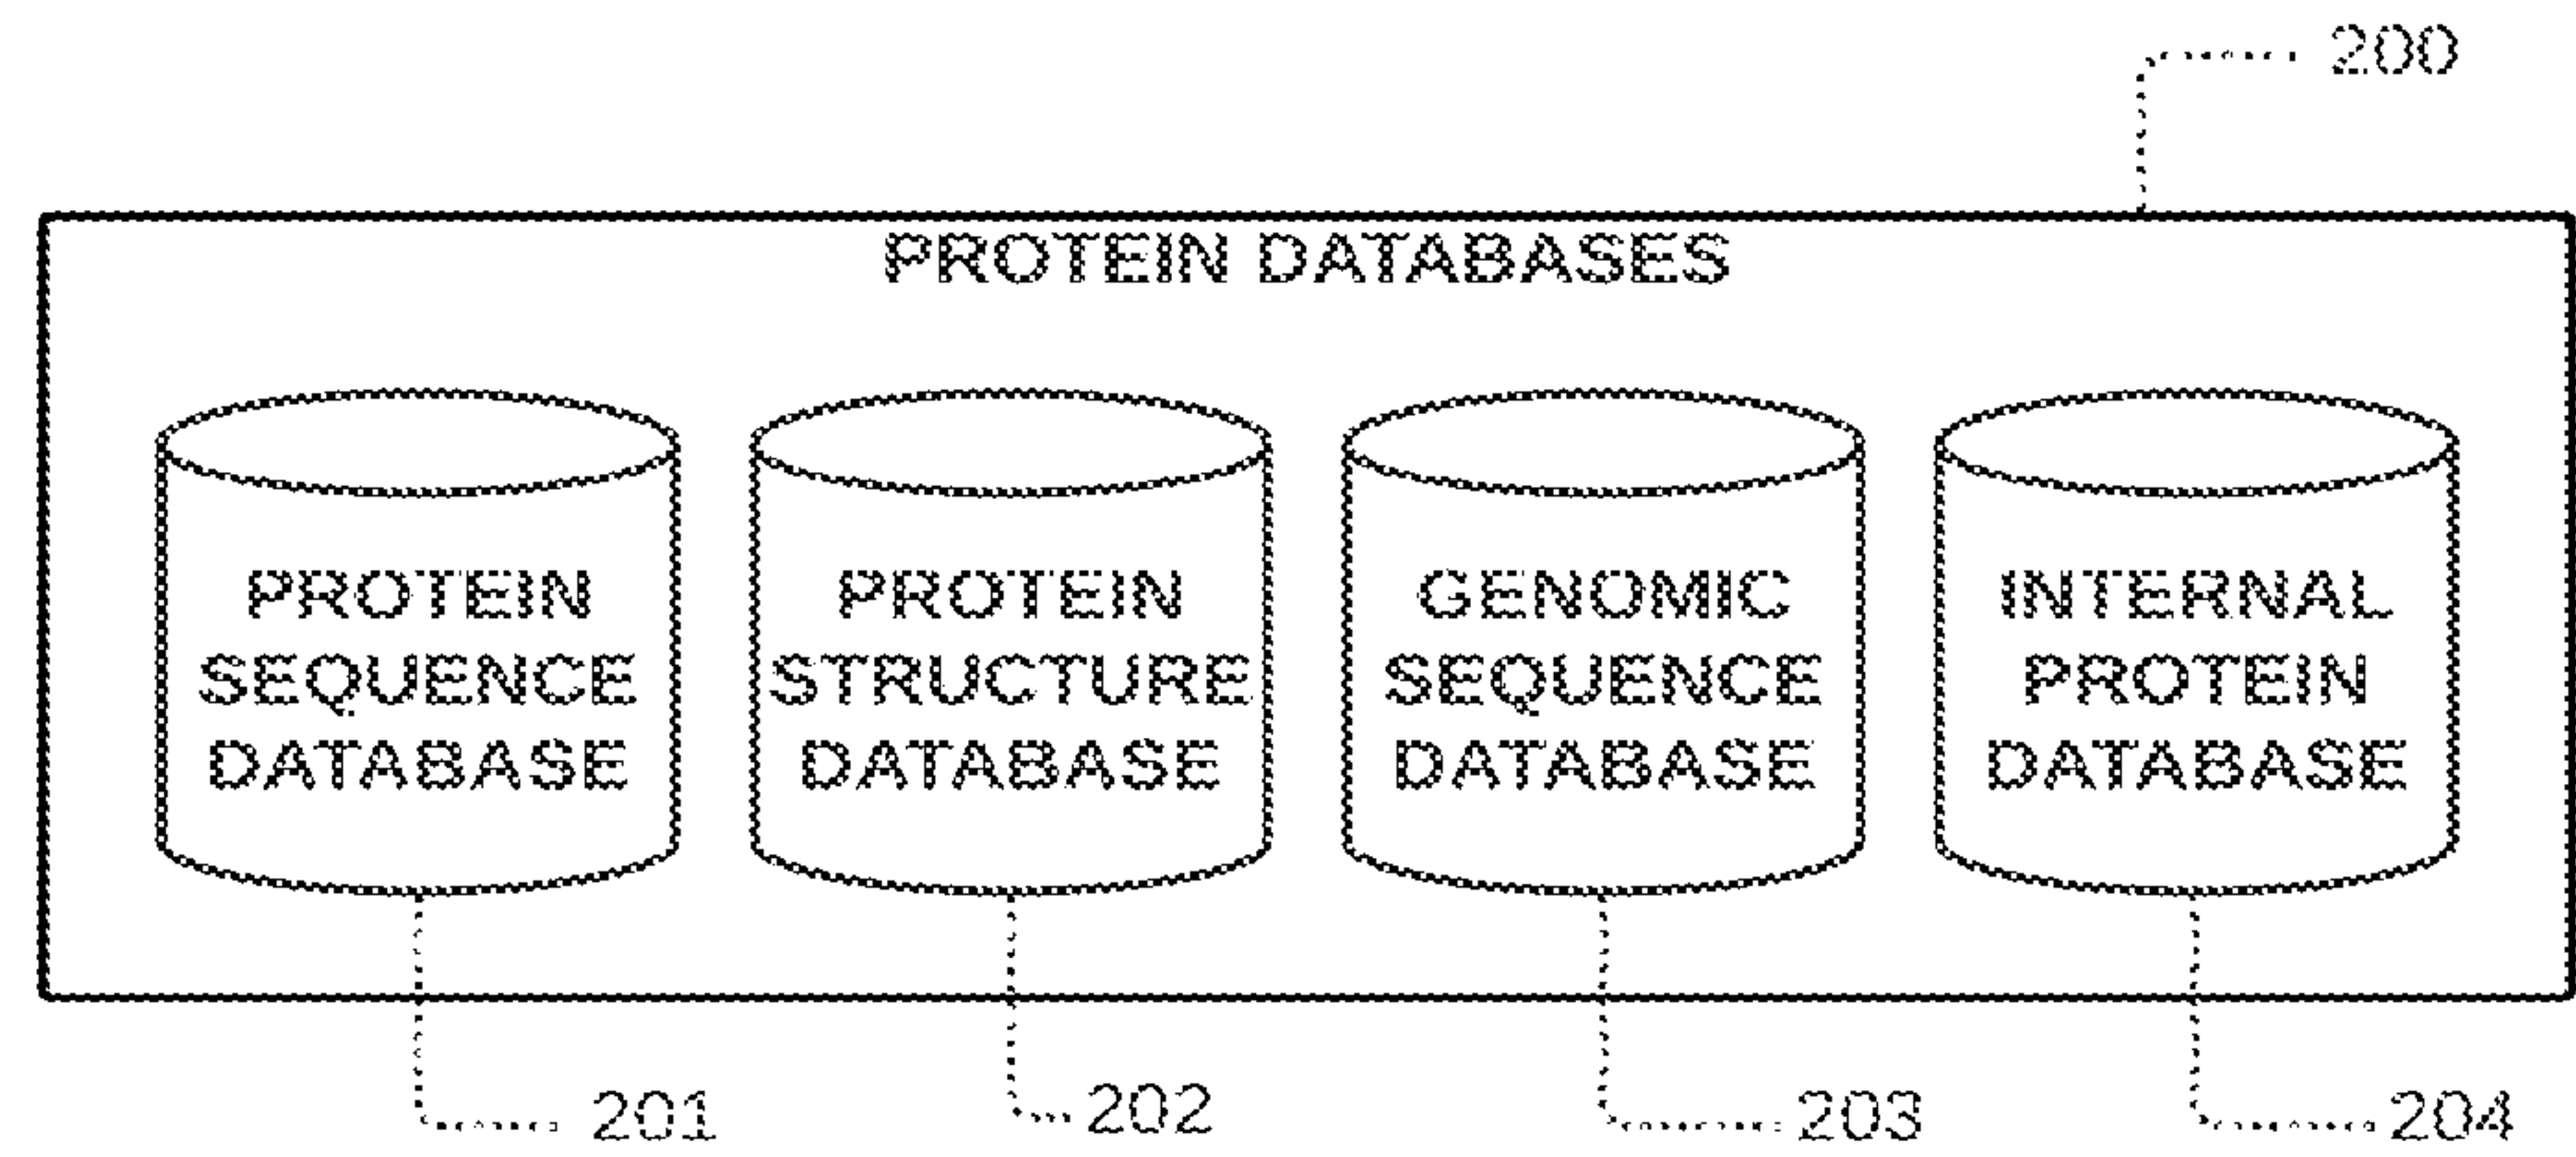 200
PROTEIN DATABASES
PROTEIN
SEQUENCE
DATABASE
PROTEIN
STRUCTURE
DATABASE
GENOMIC
SEQUENCE
DATABASE
INTERNAL
PROTEIN
DATABASE
201
202
203
204